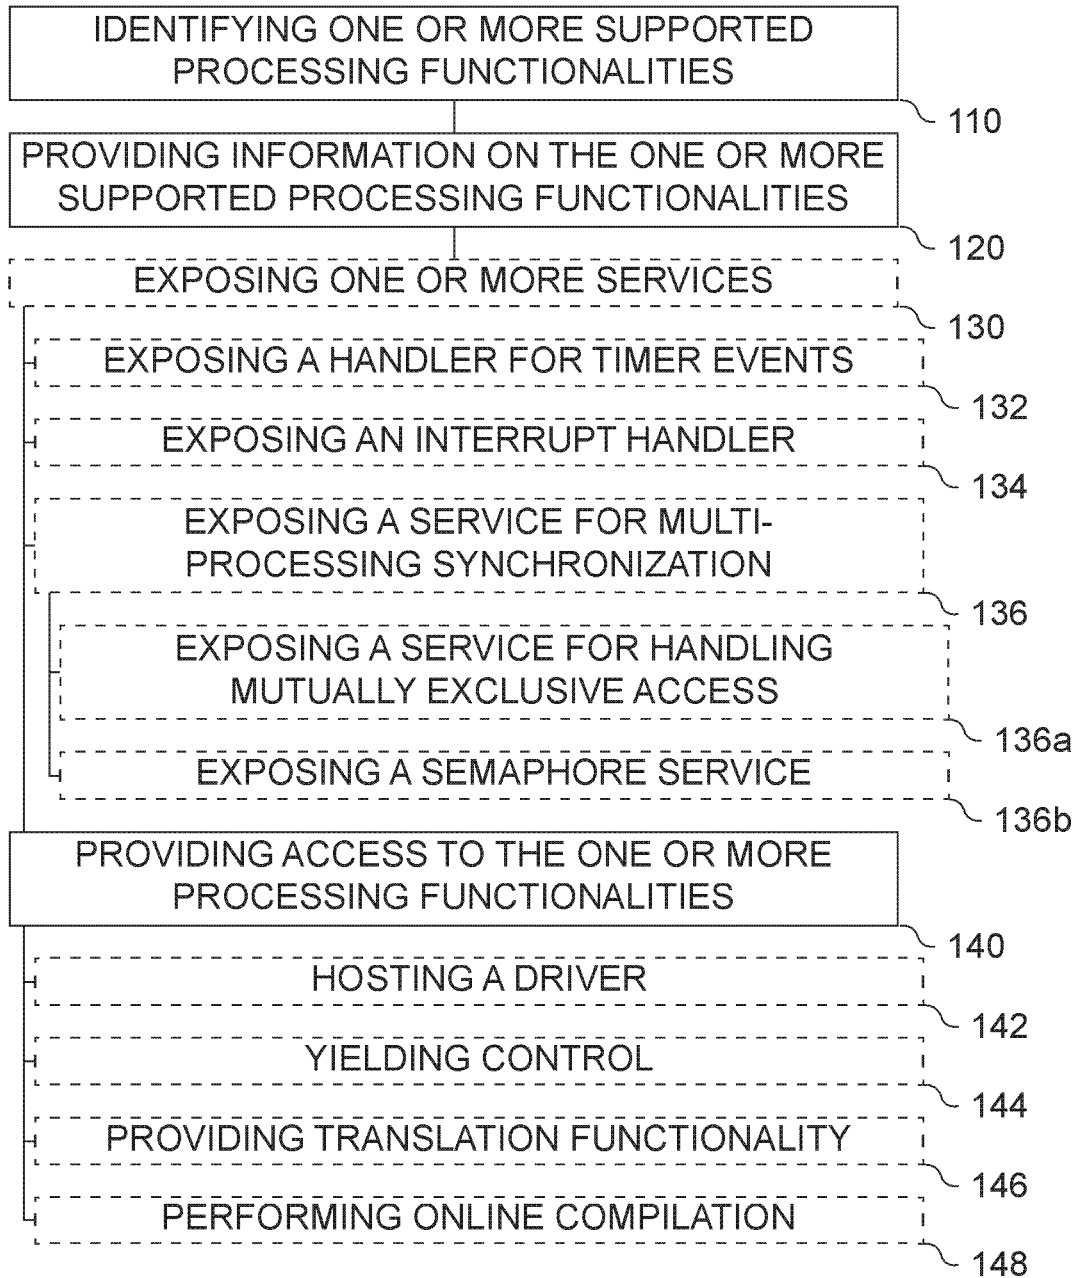 IDENTIFYING ONE OR MORE SUPPORTED
PROCESSING FUNCTIONALITIES
110
PROVIDING INFORMATION ON THE ONE OR MORE
SUPPORTED PROCESSING FUNCTIONALITIES
120
EXPOSING ONE OR MORE SERVICES
130
EXPOSING A HANDLER FOR TIMER EVENTS
132
EXPOSING AN INTERRUPT HANDLER
134
EXPOSING A SERVICE FOR MULTI-
PROCESSING SYNCHRONIZATION
136
EXPOSING A SERVICE FOR HANDLING
MUTUALLY EXCLUSIVE ACCESS
136a
EXPOSING A SEMAPHORE SERVICE
136b
PROVIDING ACCESS TO THE ONE OR MORE
PROCESSING FUNCTIONALITIES
140
HOSTING A DRIVER
142
YIELDING CONTROL
144
PROVIDING TRANSLATION FUNCTIONALITY
146
PERFORMING ONLINE COMPILATION
148